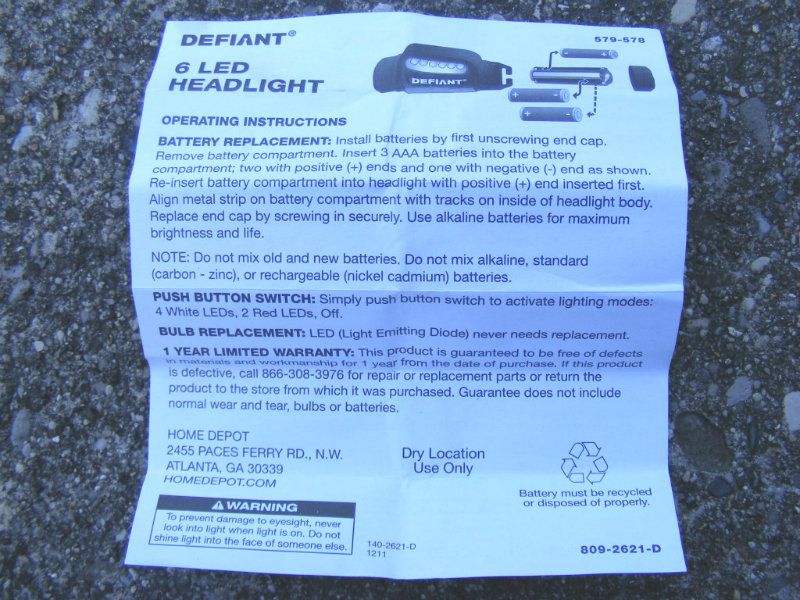 DEFIANT®
579-578
6 LED
HEADLIGHT
DEFIANT
OPERATING INSTRUCTIONS
BATTERY REPLACEMENT: Install batteries by first unscrewing end cap.
Remove battery compartment. Insert 3 AAA batteries into the battery
compartment; two with positive (+) ends and one with negative (-) end as shown.
Re-insert battery compartment into headlight with positive (+) end inserted first.
Align metal strip on battery compartment with tracks on inside of headlight body.
Replace end cap by screwing in securely. Use alkaline batteries for maximum
brightness and life.
NOTE: Do not mix old and new batteries. Do not mix alkaline, standard
(carbon - zinc), or rechargeable (nickel cadmium) batteries.
PUSH BUTTON SWITCH: Simply push button switch to activate lighting modes:
4 White LEDs, 2 Red LEDs, Off.
BULB REPLACEMENT: LED (Light Emitting Diode) never needs replacement.
1 YEAR LIMITED WARRANTY: This product is guaranteed to be free of defects
in materials and workmanship for 1 year from the date of purchase. If this product
is defective, call 866-308-3976 for repair or replacement parts or return the
product to the store from which it was purchased. Guarantee does not include
normal wear and tear, bulbs or batteries.
HOME DEPOT
2455 PACES FERRY RD., N.W.
ATLANTA, GA 30339
HOMEDEPOT.COM
Dry Location
Use Only
Battery must be recycled
or disposed of properly.
WARNING
To prevent damage to eyesight, never
look into light when light is on. Do not
shine light into the face of someone else.
140-2621-D
1211
809-2621-D